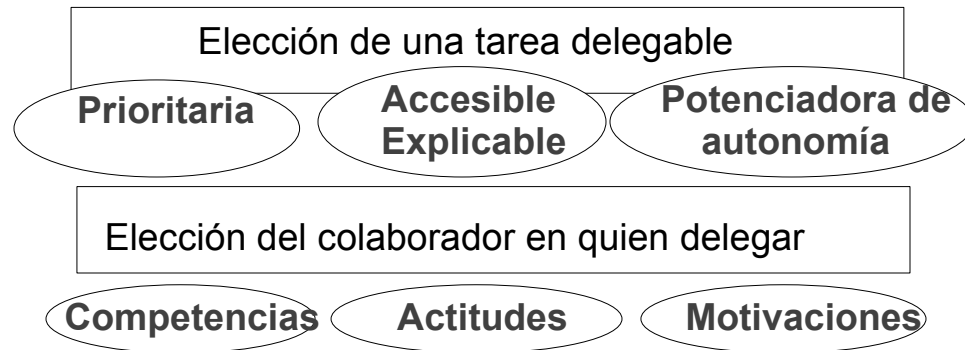 Elección de una tarea delegable
Prioritaria
Accesible
Explicable
Potenciadora de
autonomía
Elección del colaborador en quien delegar
Competencias
Actitudes
Motivaciones